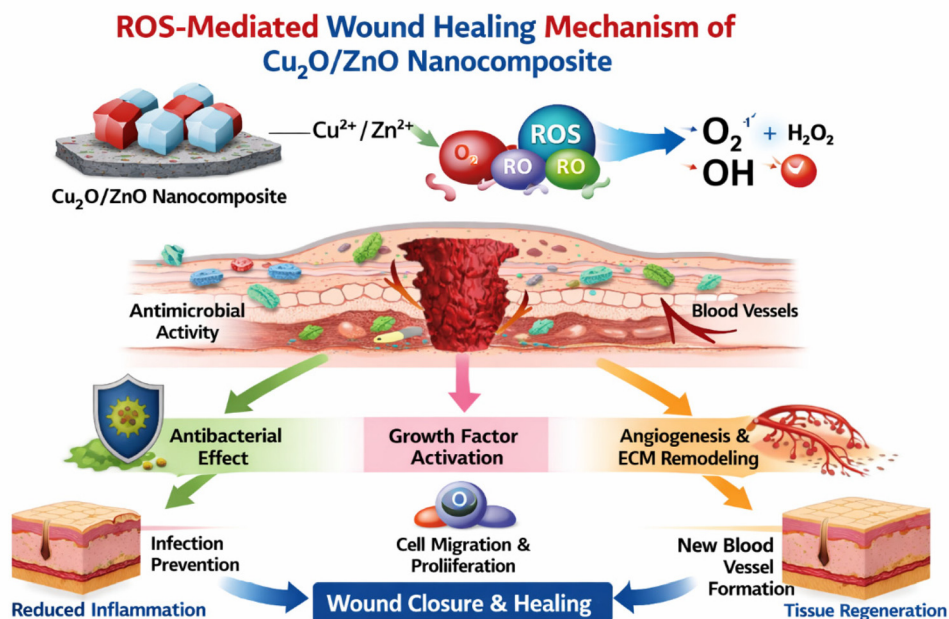 ROS-Mediated Wound Healing Mechanism of
Cu₂O/ZnO Nanocomposite
Cu²⁺/Zn²⁺
ROS
RO
RO
O₂
+ H₂O₂
OH
Cu₂O/ZnO Nanocomposite
Antimicrobial
Activity
Blood Vessels
Antibacterial
Effect
Growth Factor
Activation
Angiogenesis &
ECM Remodeling
O
Infection
Prevention
Cell Migration &
Proliiferation
New Blood
Vessel
Formation
Reduced Inflammation
Wound Closure & Healing
Tissue Regeneration